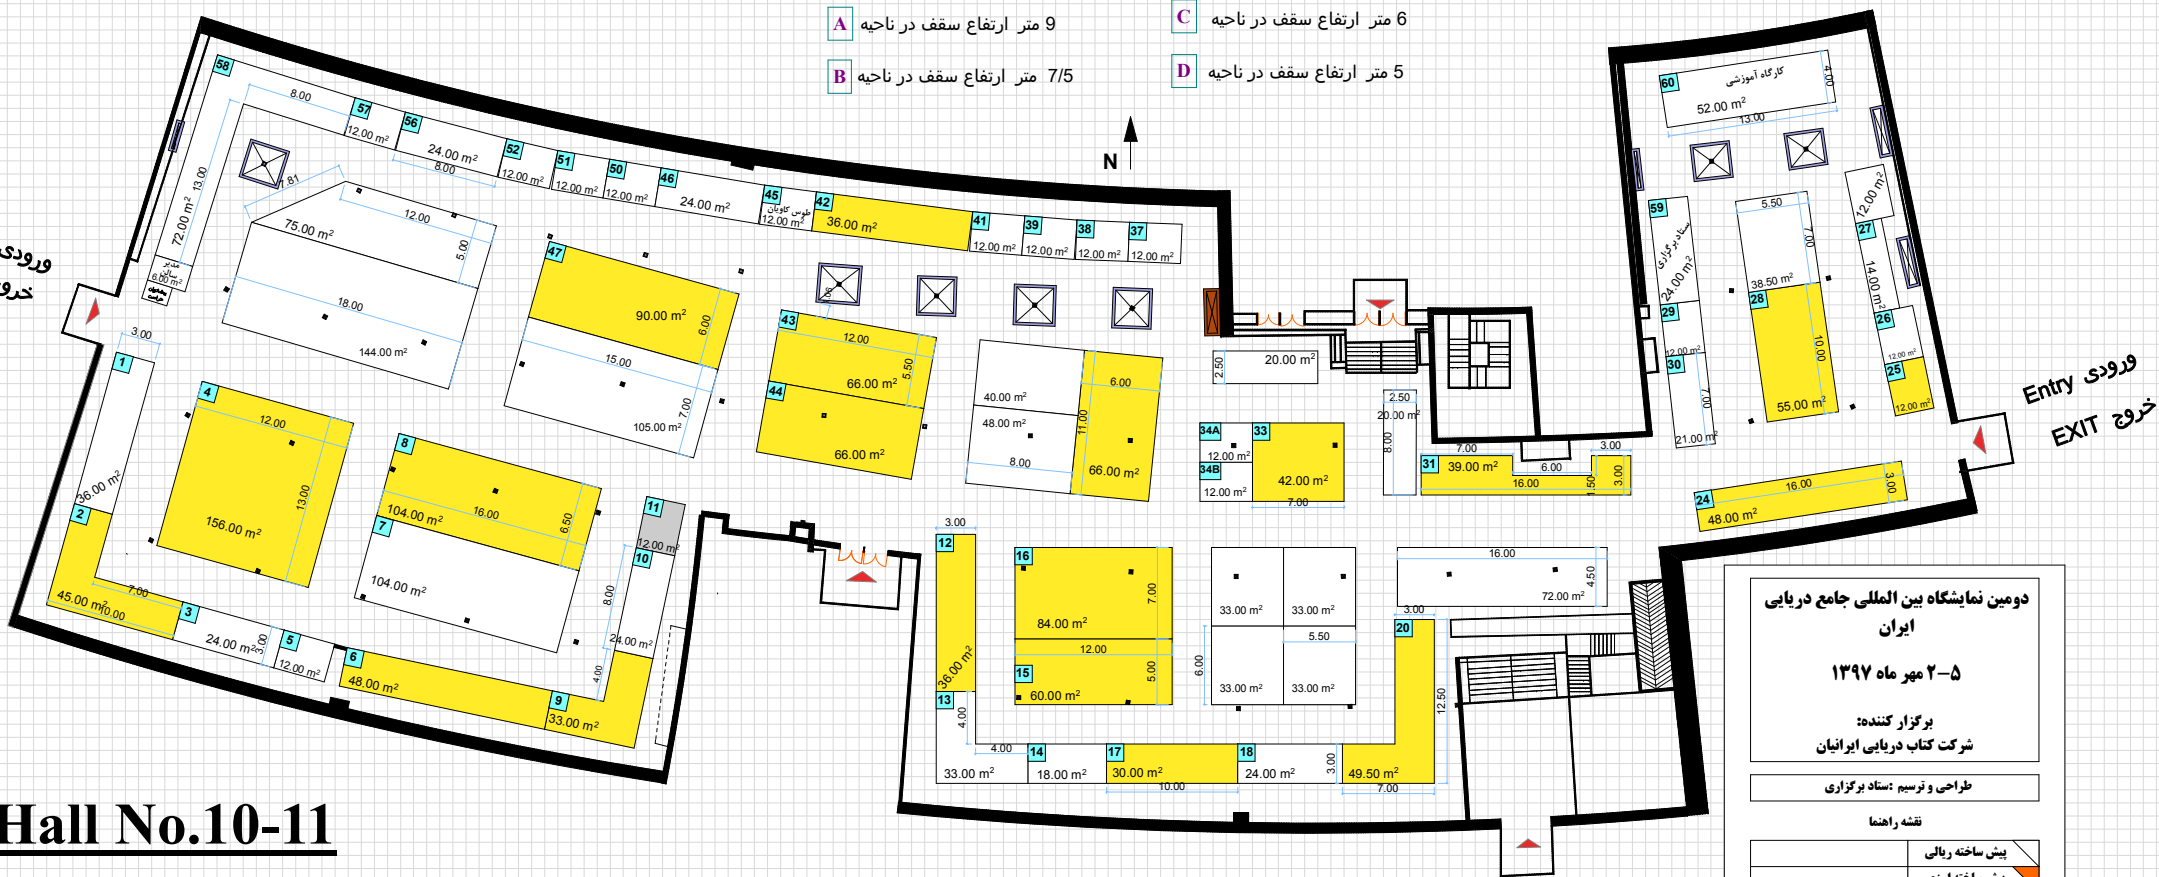 A
9 متر ارتفاع سقف در ناحیه
C
6 متر ارتفاع سقف در ناحیه
B
7/5 متر ارتفاع سقف در ناحیه
D
5 متر ارتفاع سقف در ناحیه
N
58
8.00
57
12.00 m²
56
24.00 m²
8.00
52
12.00 m²
51
12.00 m²
50
12.00 m²
46
24.00 m²
45
طوس کاویان
12.00 m²
42
36.00 m²
41
12.00 m²
39
12.00 m²
38
12.00 m²
37
12.00 m²
13.00
72.00 m²
مدیر
سالن
6.00 m²
ورودی
1.81
12.00
5.00
75.00 m²
18.00
144.00 m²
47
90.00 m²
6.00
15.00
7.00
105.00 m²
43
12.00
5.50
66.00 m²
44
66.00 m²
40.00 m²
48.00 m²
8.00
6.00
11.00
66.00 m²
2.50
20.00 m²
34A
12.00 m²
34B
12.00 m²
33
42.00 m²
7.00
2.50
20.00 m²
8.00
31
39.00 m²
7.00
6.00
3.00
16.00
1.50
3.00
60
کارگاه آموزشی
52.00 m²
4.00
13.00
59
ستاد برگزاری
24.00 m²
29
12.00 m²
30
7.00
21.00 m²
5.50
7.00
38.50 m²
28
10.00
55.00 m²
12.00 m²
27
14.00 m²
26
12.00 m²
25
12.00 m²
Entry ورودی
EXIT خروج
24
16.00
3.00
48.00 m²
3.00
1
36.00 m²
2
45.00 m²
7.00
10.00
3
24.00 m²
3.00
5
12.00 m²
4
12.00
13.00
156.00 m²
8
104.00 m²
16.00
6.50
7
104.00 m²
6
48.00 m²
9
33.00 m²
4.00
11
12.00 m²
10
8.00
24.00 m²
3.00
12
36.00 m²
13
4.00
4.00
33.00 m²
14
18.00 m²
17
30.00 m²
10.00
18
24.00 m²
3.00
49.50 m²
7.00
16
7.00
84.00 m²
12.00
15
5.00
60.00 m²
33.00 m²
33.00 m²
5.50
6.00
33.00 m²
33.00 m²
16.00
4.50
72.00 m²
3.00
20
12.50
Hall No.10-11
دومین نمایشگاه بین المللی جامع دریایی
ایران
۲-۵ مهر ماه ۱۳۹۷
برگزار کننده:
شرکت کتاب دریایی ایرانیان
طراحی و ترسیم :ستاد برگزاری
نقشه راهنما
پیش ساخته ریالی